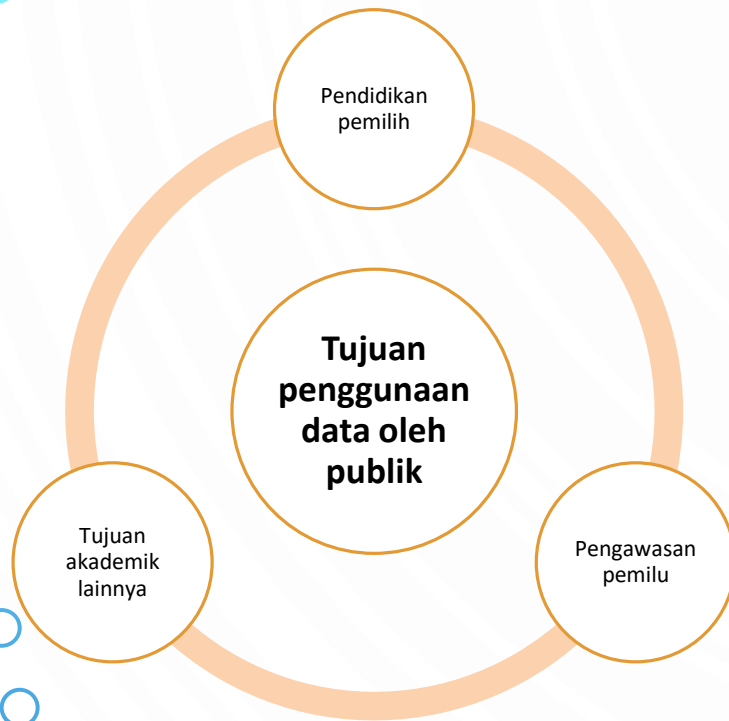 Pendidikan
pemilih
Tujuan
penggunaan
data oleh
publik
Tujuan
akademik
lainnya
Pengawasan
pemilu